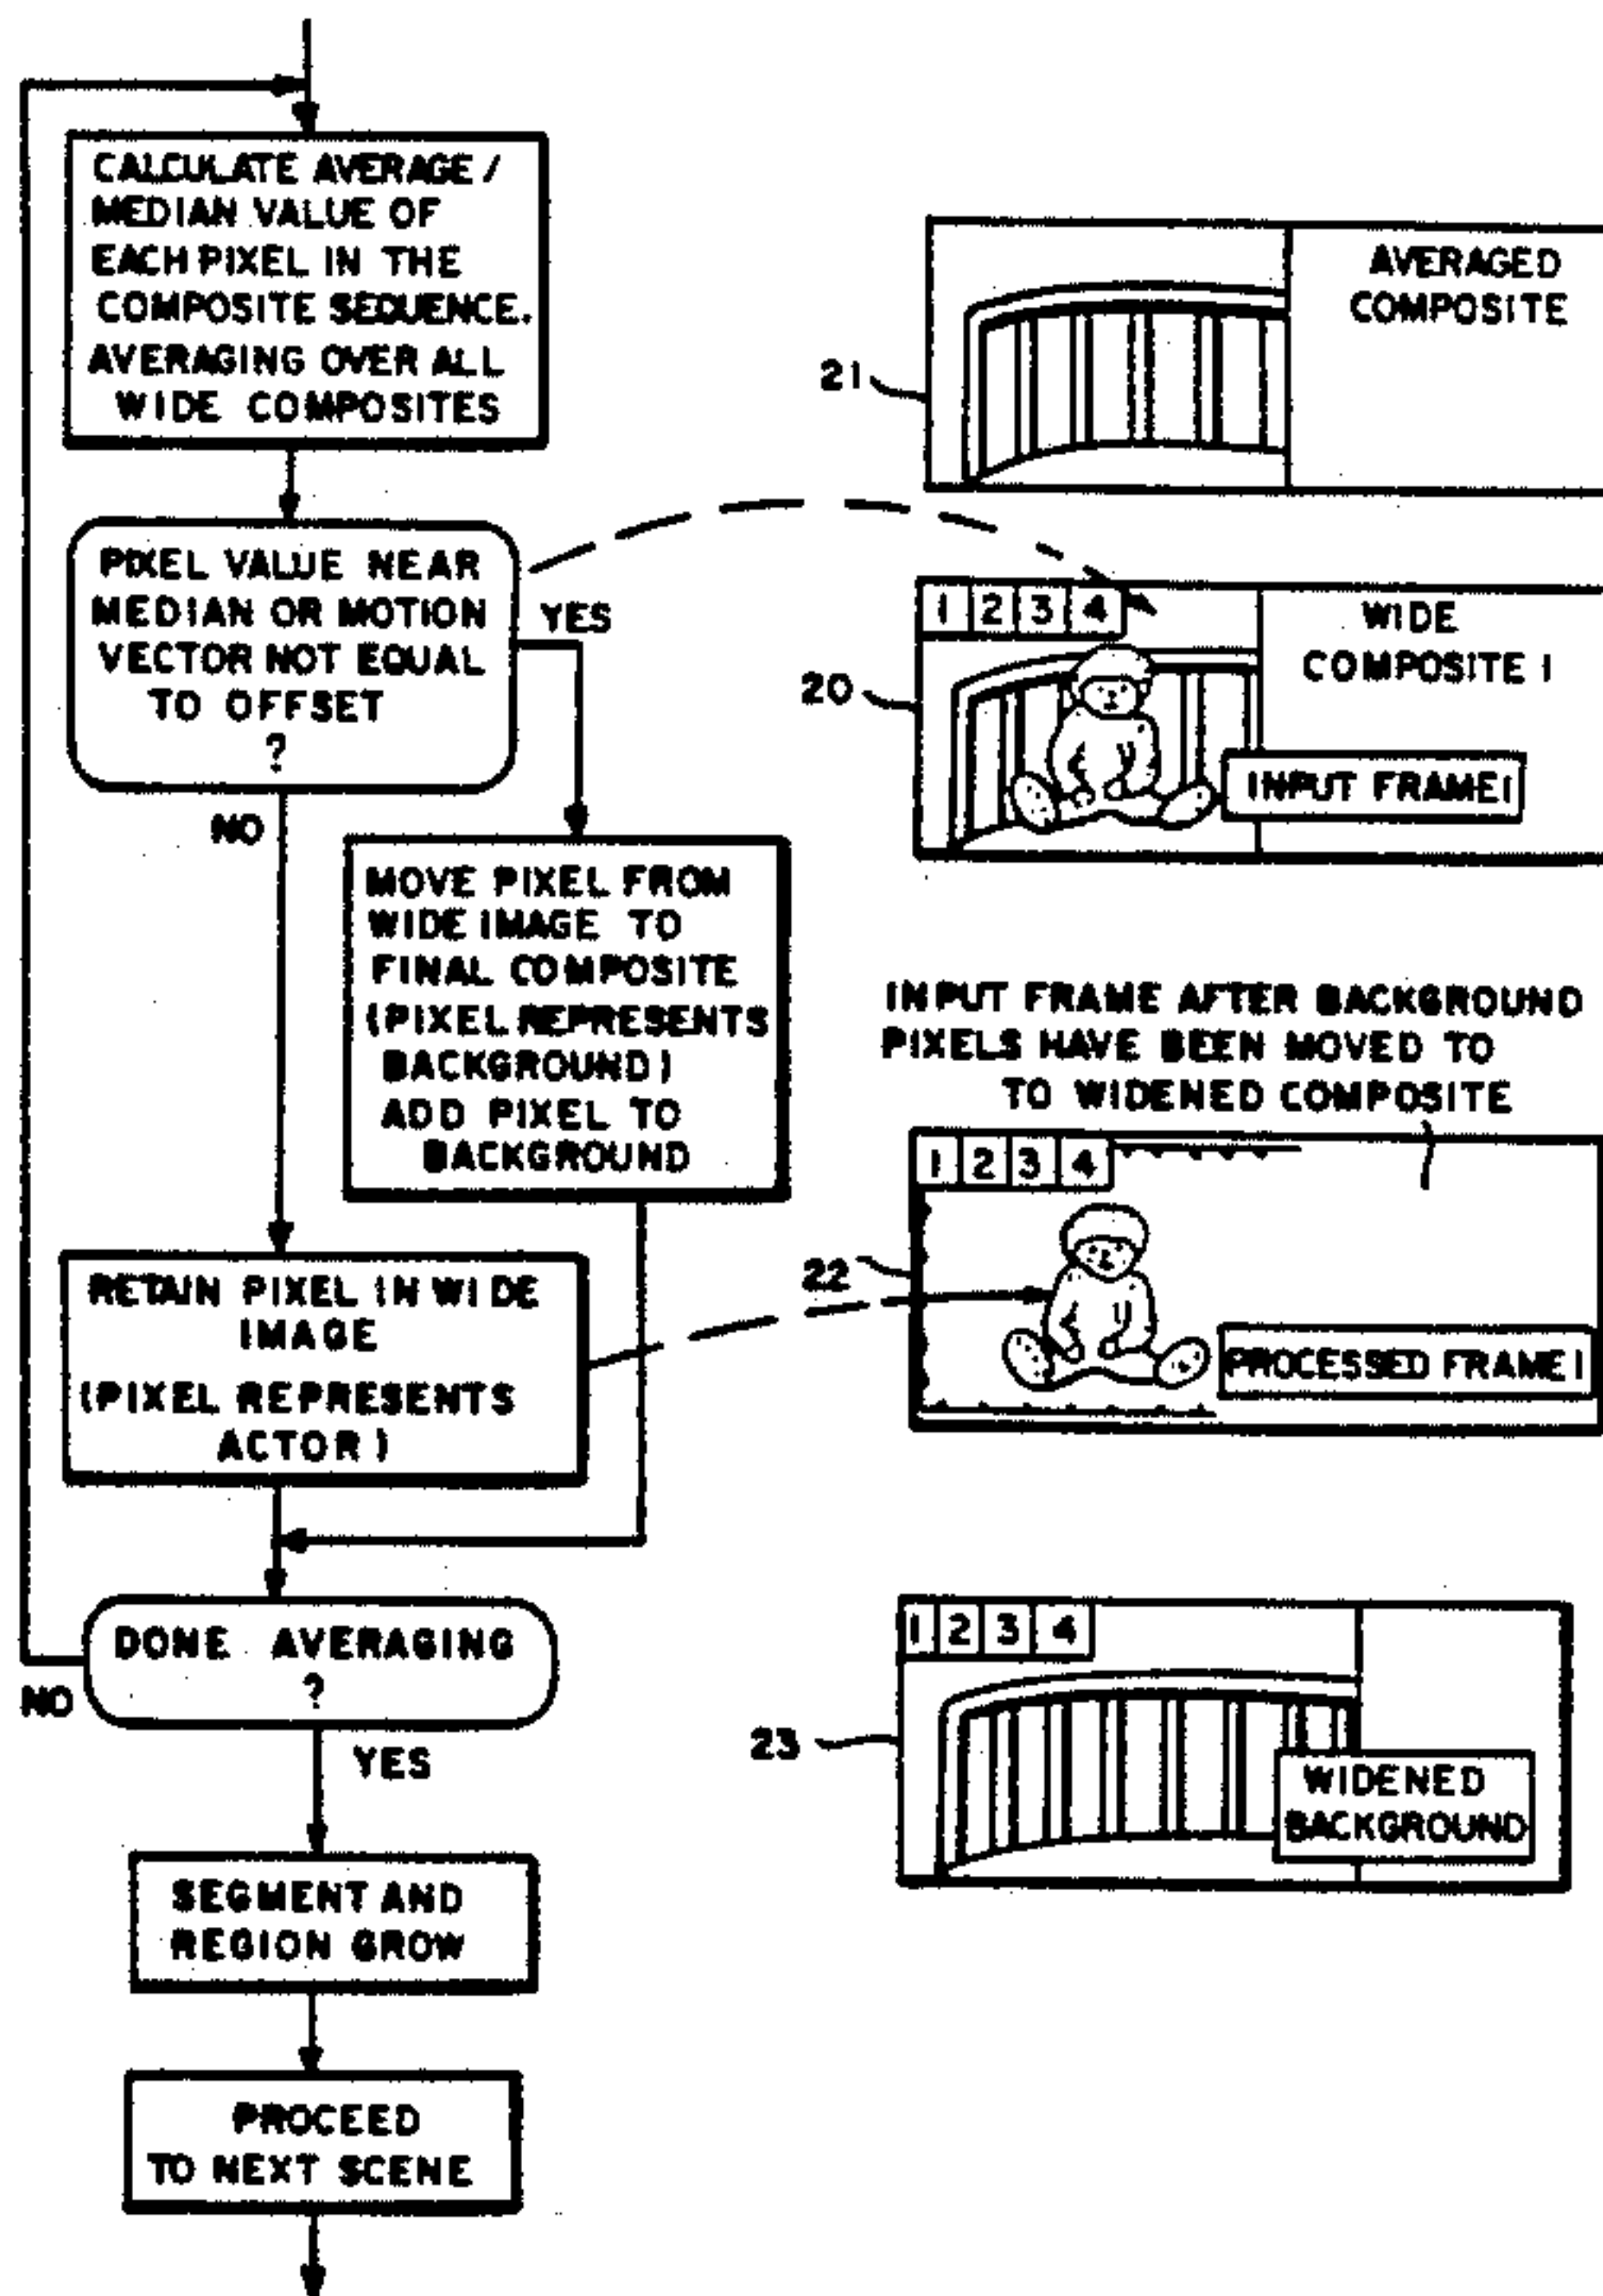 CALCULATE AVERAGE /
MEDIAN VALUE OF
EACH PIXEL IN THE
COMPOSITE SEQUENCE.
AVERAGING OVER ALL
WIDE COMPOSITES
PIXEL VALUE NEAR
MEDIAN OR MOTION
VECTOR NOT EQUAL
TO OFFSET
?
YES
NO
MOVE PIXEL FROM
WIDE IMAGE TO
FINAL COMPOSITE
(PIXEL REPRESENTS
BACKGROUND)
ADD PIXEL TO
BACKGROUND
RETAIN PIXEL IN WIDE
IMAGE
(PIXEL REPRESENTS
ACTOR)
DONE AVERAGING
?
NO
YES
SEGMENT AND
REGION GROW
PROCEED
TO NEXT SCENE
AVERAGED
COMPOSITE
21
1 2 3 4
WIDE
COMPOSITE 1
20
INPUT FRAME 1
INPUT FRAME AFTER BACKGROUND
PIXELS HAVE BEEN MOVED TO
TO WIDENED COMPOSITE
1 2 3 4
22
PROCESSED FRAME 1
1 2 3 4
23
WIDENED
BACKGROUND